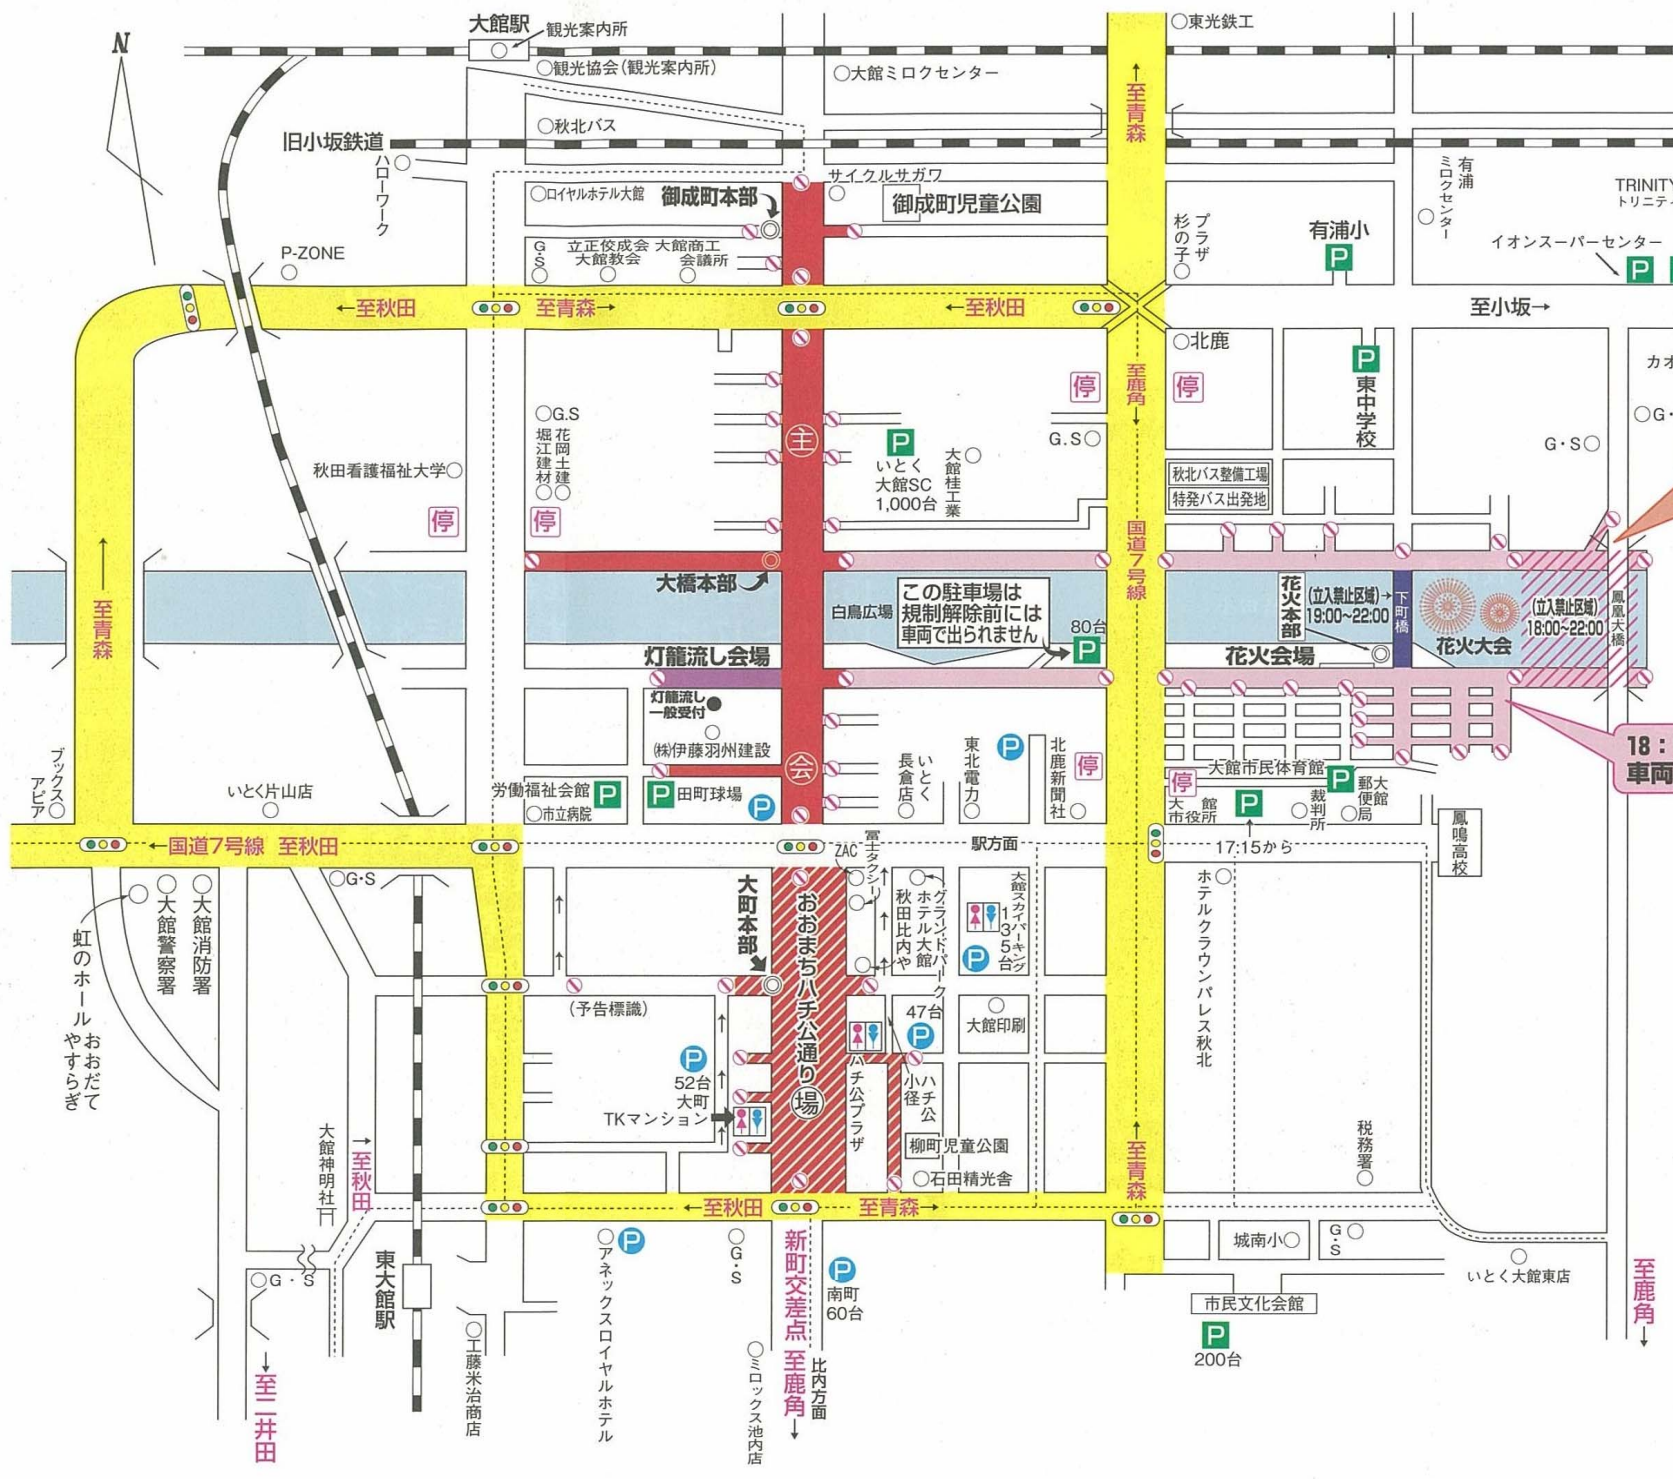 N
大館駅
観光案内所
観光協会(観光案内所)
東光鉄工
大館ミロクセンター
至青森
秋北バス
旧小坂鉄道
ハローワーク
サイクルサガワ
ロイヤルホテル大館
御成町本部
御成町児童公園
有浦
ミロクセンター
TRINITY
トリニティ
プラザ
杉の子
有浦小
P
イオンスーパーセンター
P
P-ZONE
G.S
立正佼成会
大館教会
大館商工
会議所
←至秋田
至青森→
←至秋田
至小坂→
北鹿
至鹿角
停
停
P
東中学校
カオ
G.S
花岡土建
堀江建材
主
P
いとく
大館SC
1,000台
大館桂工業
G.S
G・S
G・
秋田看護福祉大学
停
停
秋北バス整備工場
特発バス出発地
国道7号線
大橋本部
白鳥広場
この駐車場は
規制解除前には
車両で出られません
80台
P
花火本部
(立入禁止区域)→
19:00~22:00
下町橋
(立入禁止区域)
18:00~22:00
鳳凰大橋
花火大会
花火会場
至青森
灯籠流し会場
灯籠流し
一般受付
㈱伊藤羽州建設
会
東北電力
P
北鹿新聞社
停
いとく
長倉店
18:
車両
ブックス
アピア
いとく片山店
労働福祉会館
P
市立病院
P
田町球場
P
停
大館市民体育館
P
大館
市役所
P
裁判所
大館
郵便局
鳳鳴高校
←国道7号線 至秋田
ZAC
冨士タクシー
駅方面
17:15から
G・S
大館警察署
大館消防署
虹のホール
おおだて
やすらぎ
大町本部
おおまちハチ公通り
場
秋田比内や
グランドパーク
ホテル大館
大館スカイパーキング
135台
P
ホテルクラウンパレス秋北
(予告標識)
47台
P
大館印刷
P
52台
大町
TKマンション
ハチ公プラザ
ハチ公
小径
柳町児童公園
石田精光舎
税務署
大館神明社
至秋田
至青森
←至秋田
至青森→
東大館駅
G・S
アネックスロイヤルホテル
P
G・S
新町交差点
至鹿角
比内方面
P
南町
60台
城南小
G・S
いとく大館東店
市民文化会館
P
200台
至鹿角
工藤米治商店
ミロックス池内店
至二井田